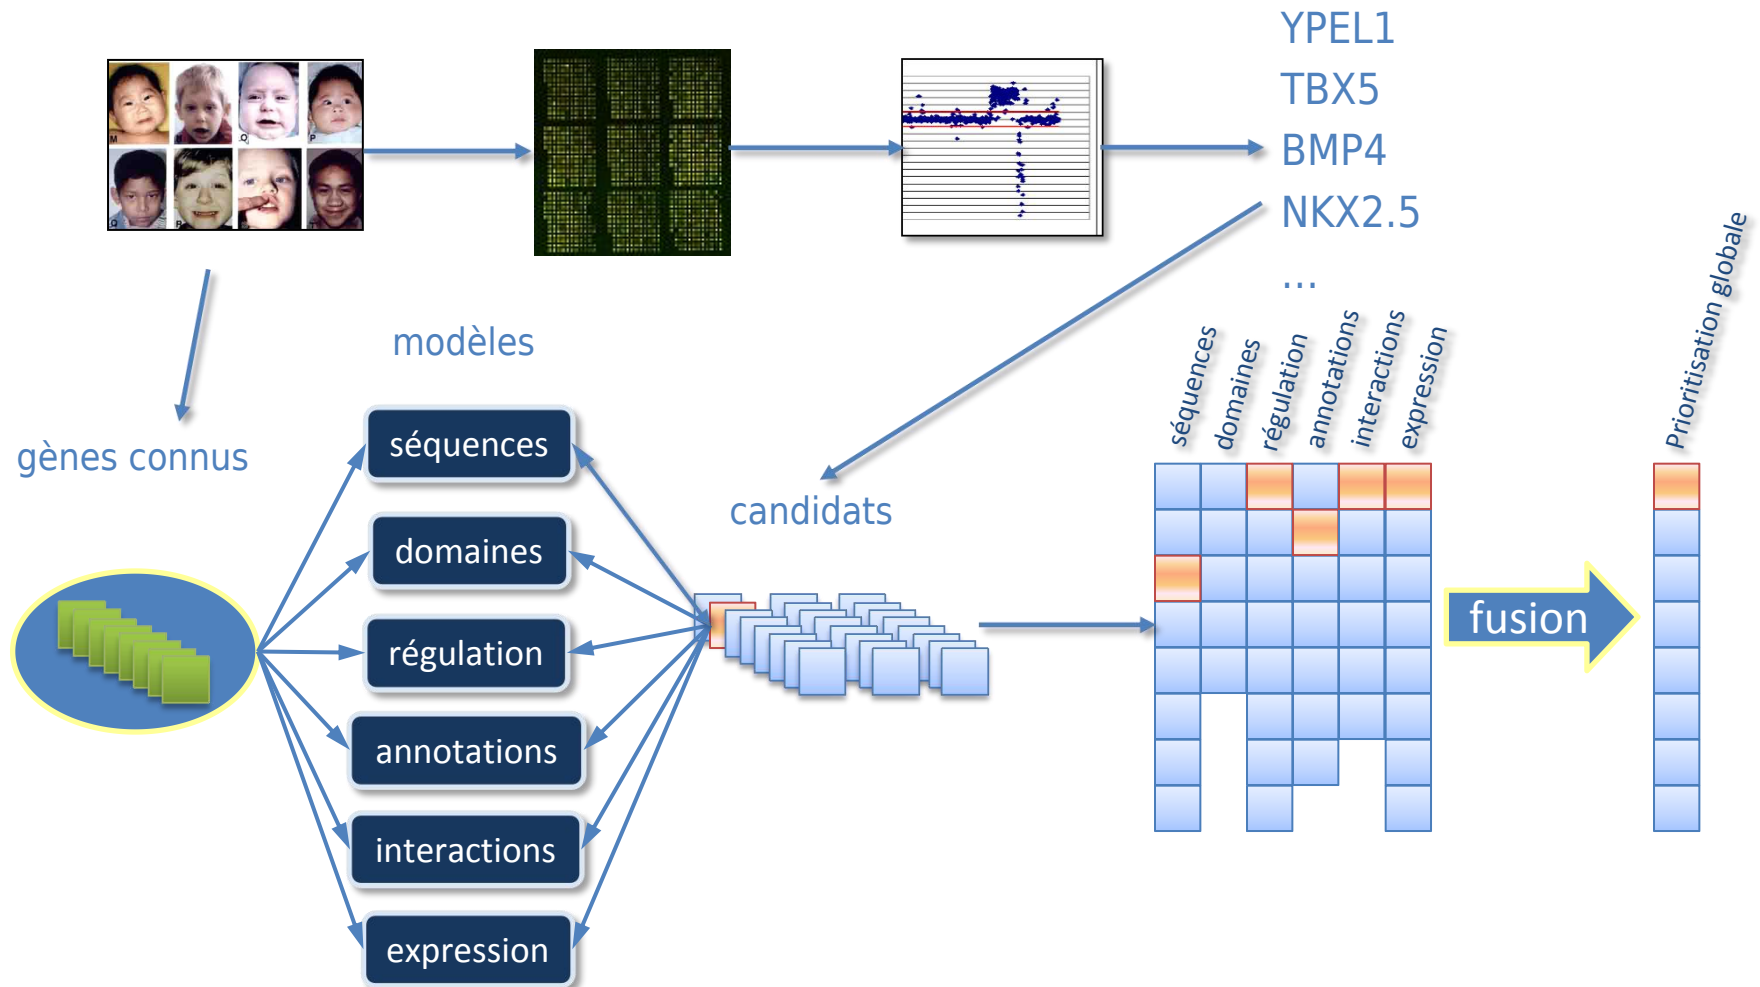 YPEL1
TBX5
BMP4
NKX2.5
...
modèles
gènes connus
séquences
domaines
régulation
annotations
interactions
expression
candidats
séquences
domaines
régulation
annotations
interactions
expression
fusion
Prioritisation globale